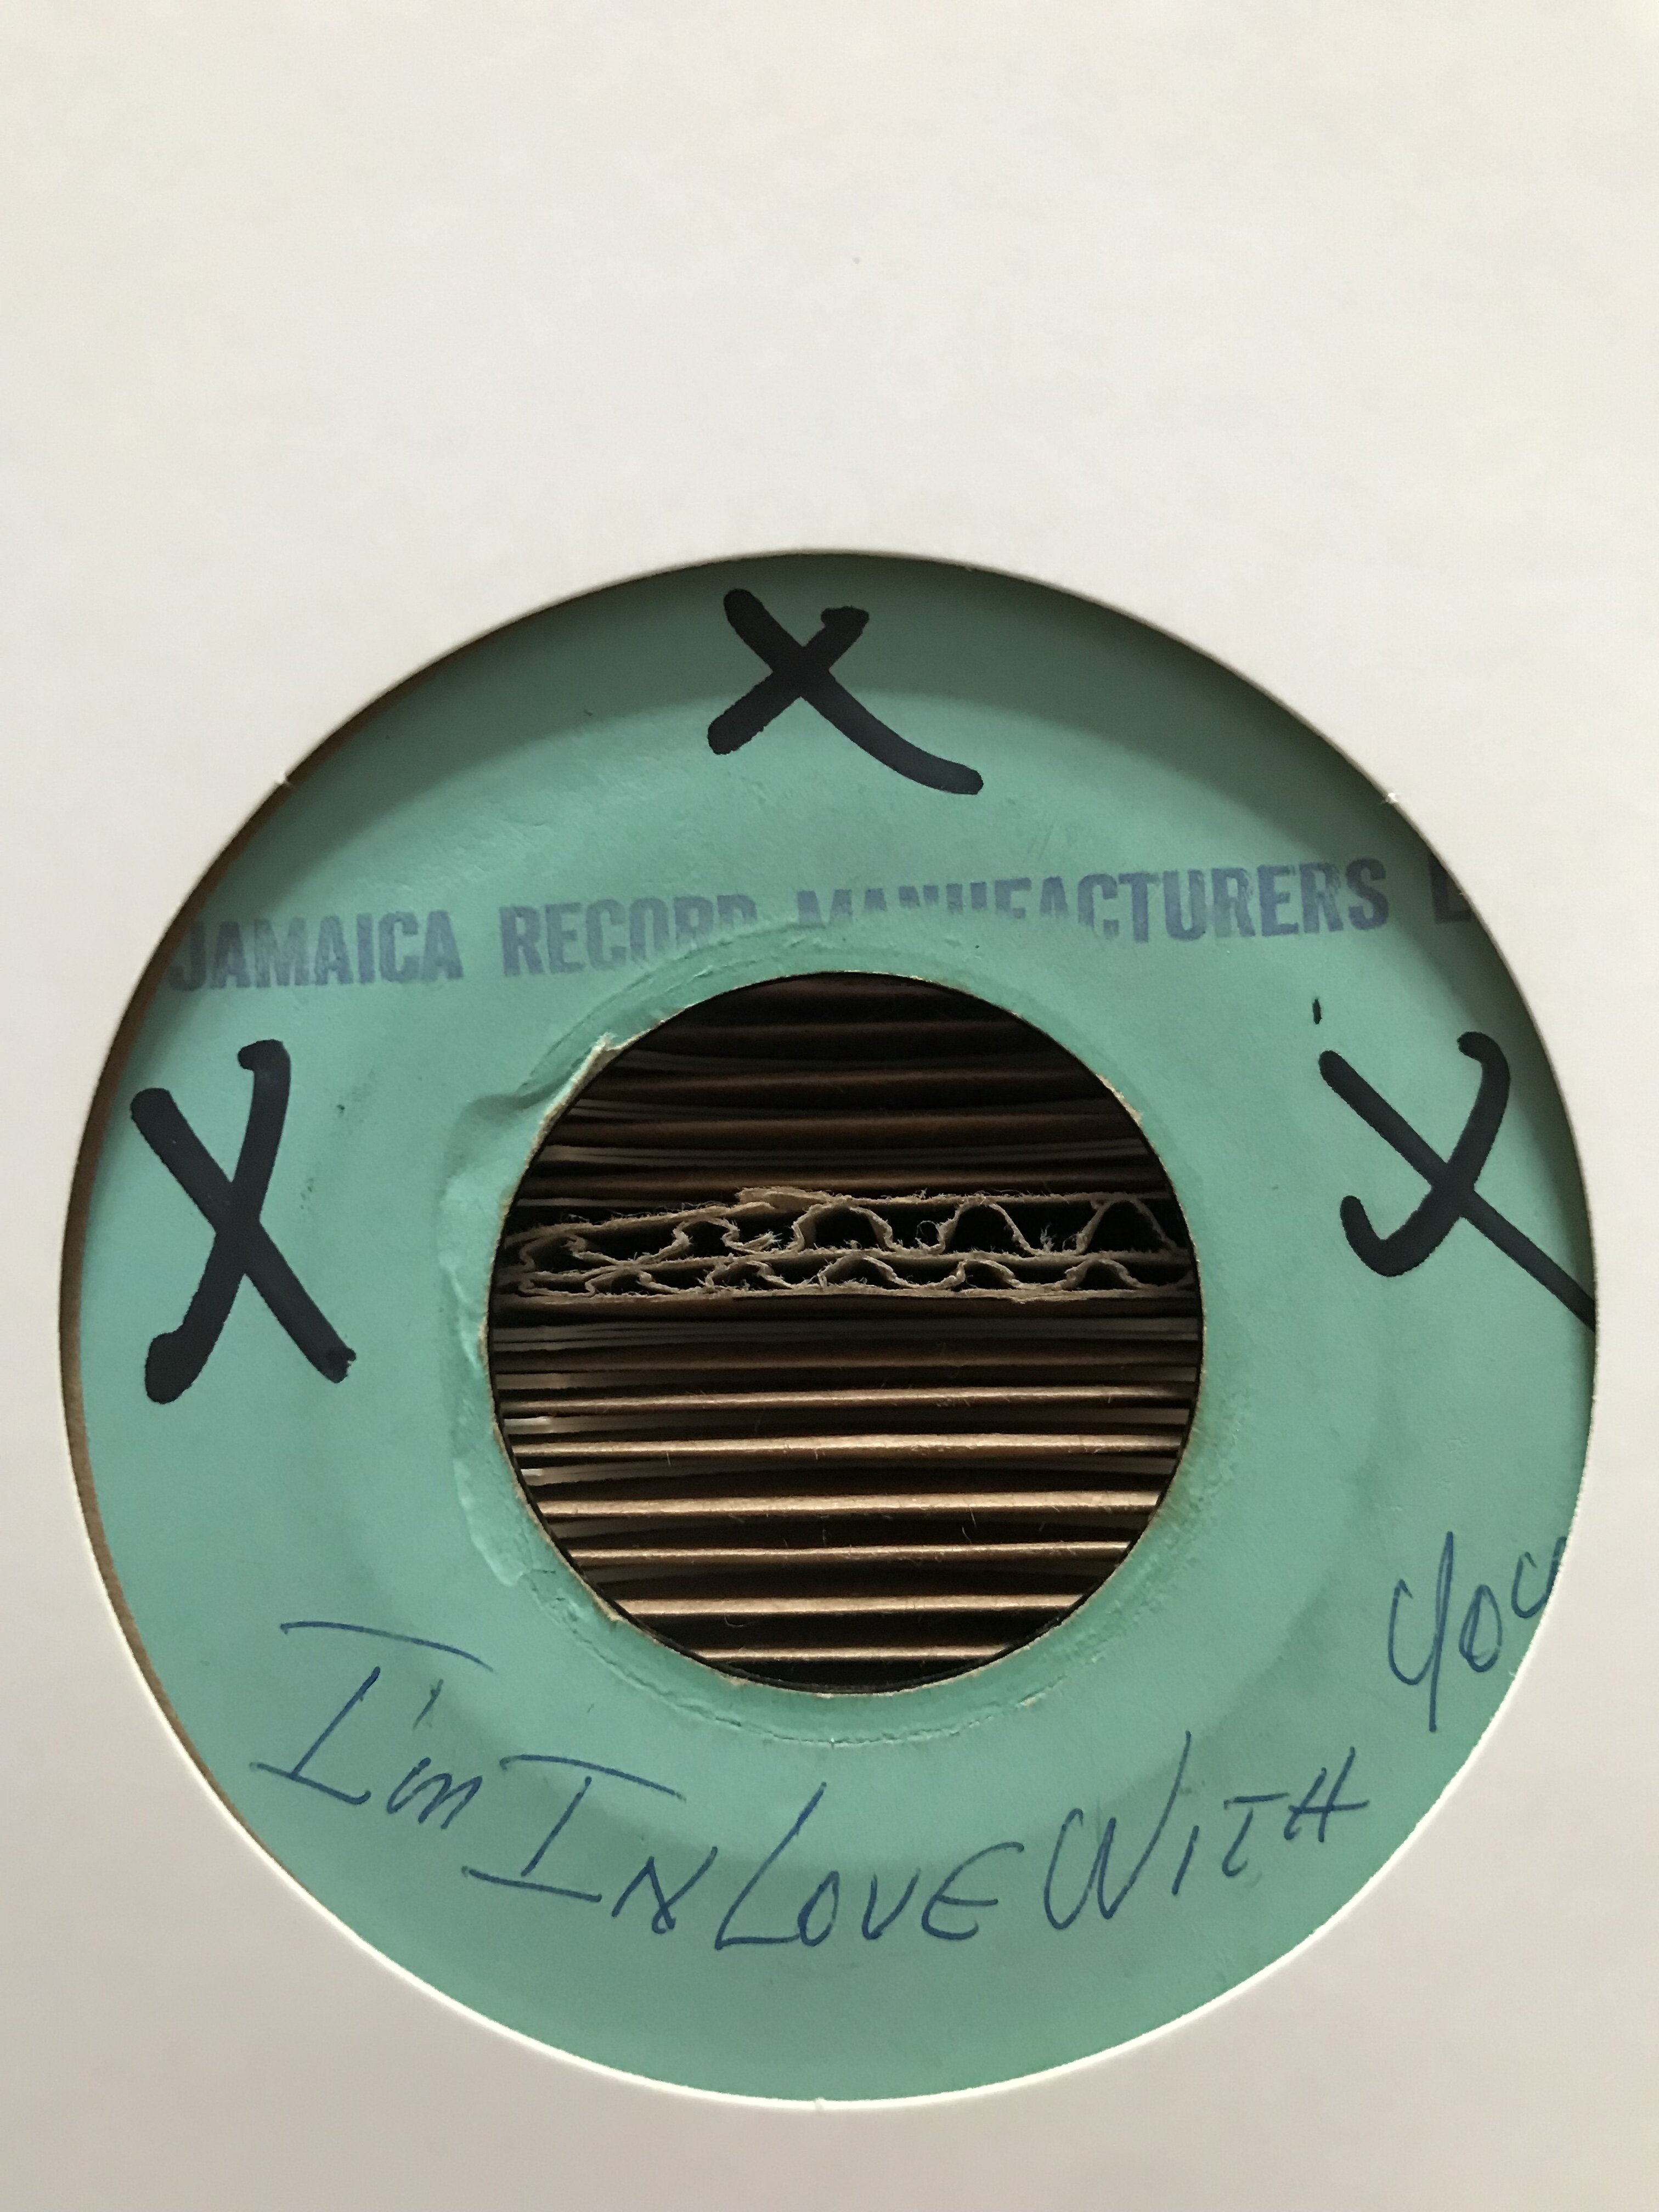 X
JAMAICA RECORD MANUFACTURERS L
X X
I'm IN LOVE WITH YOU